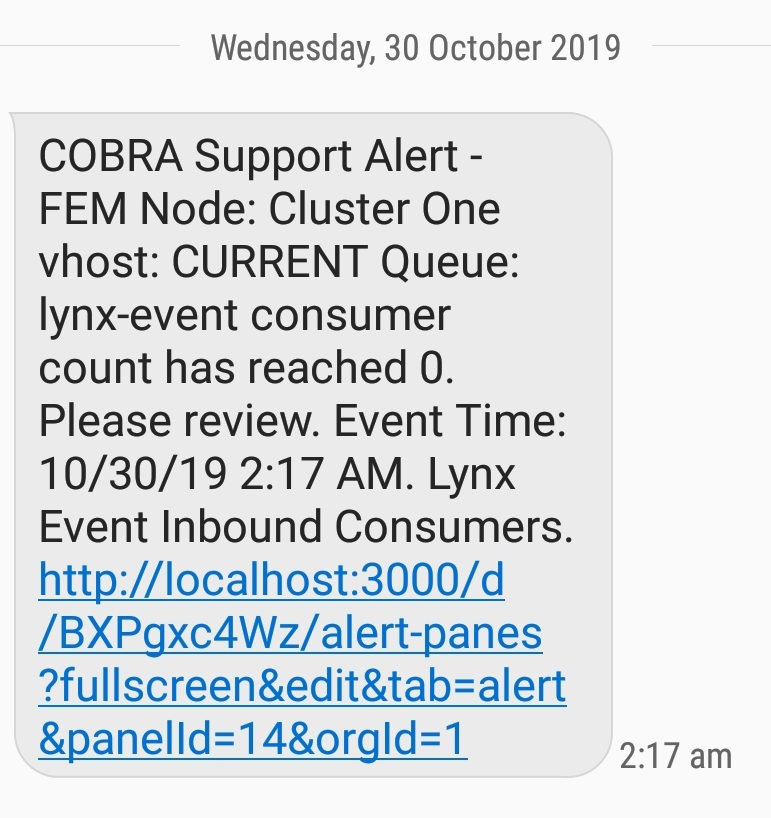 Wednesday, 30 October 2019
COBRA Support Alert -
FEM Node: Cluster One
vhost: CURRENT Queue:
lynx-event consumer
count has reached 0.
Please review. Event Time:
10/30/19 2:17 AM. Lynx
Event Inbound Consumers.
http://localhost:3000/d
/BXPgxc4Wz/alert-panes
?fullscreen&edit&tab=alert
&panelId=14&orgId=1
2:17 am